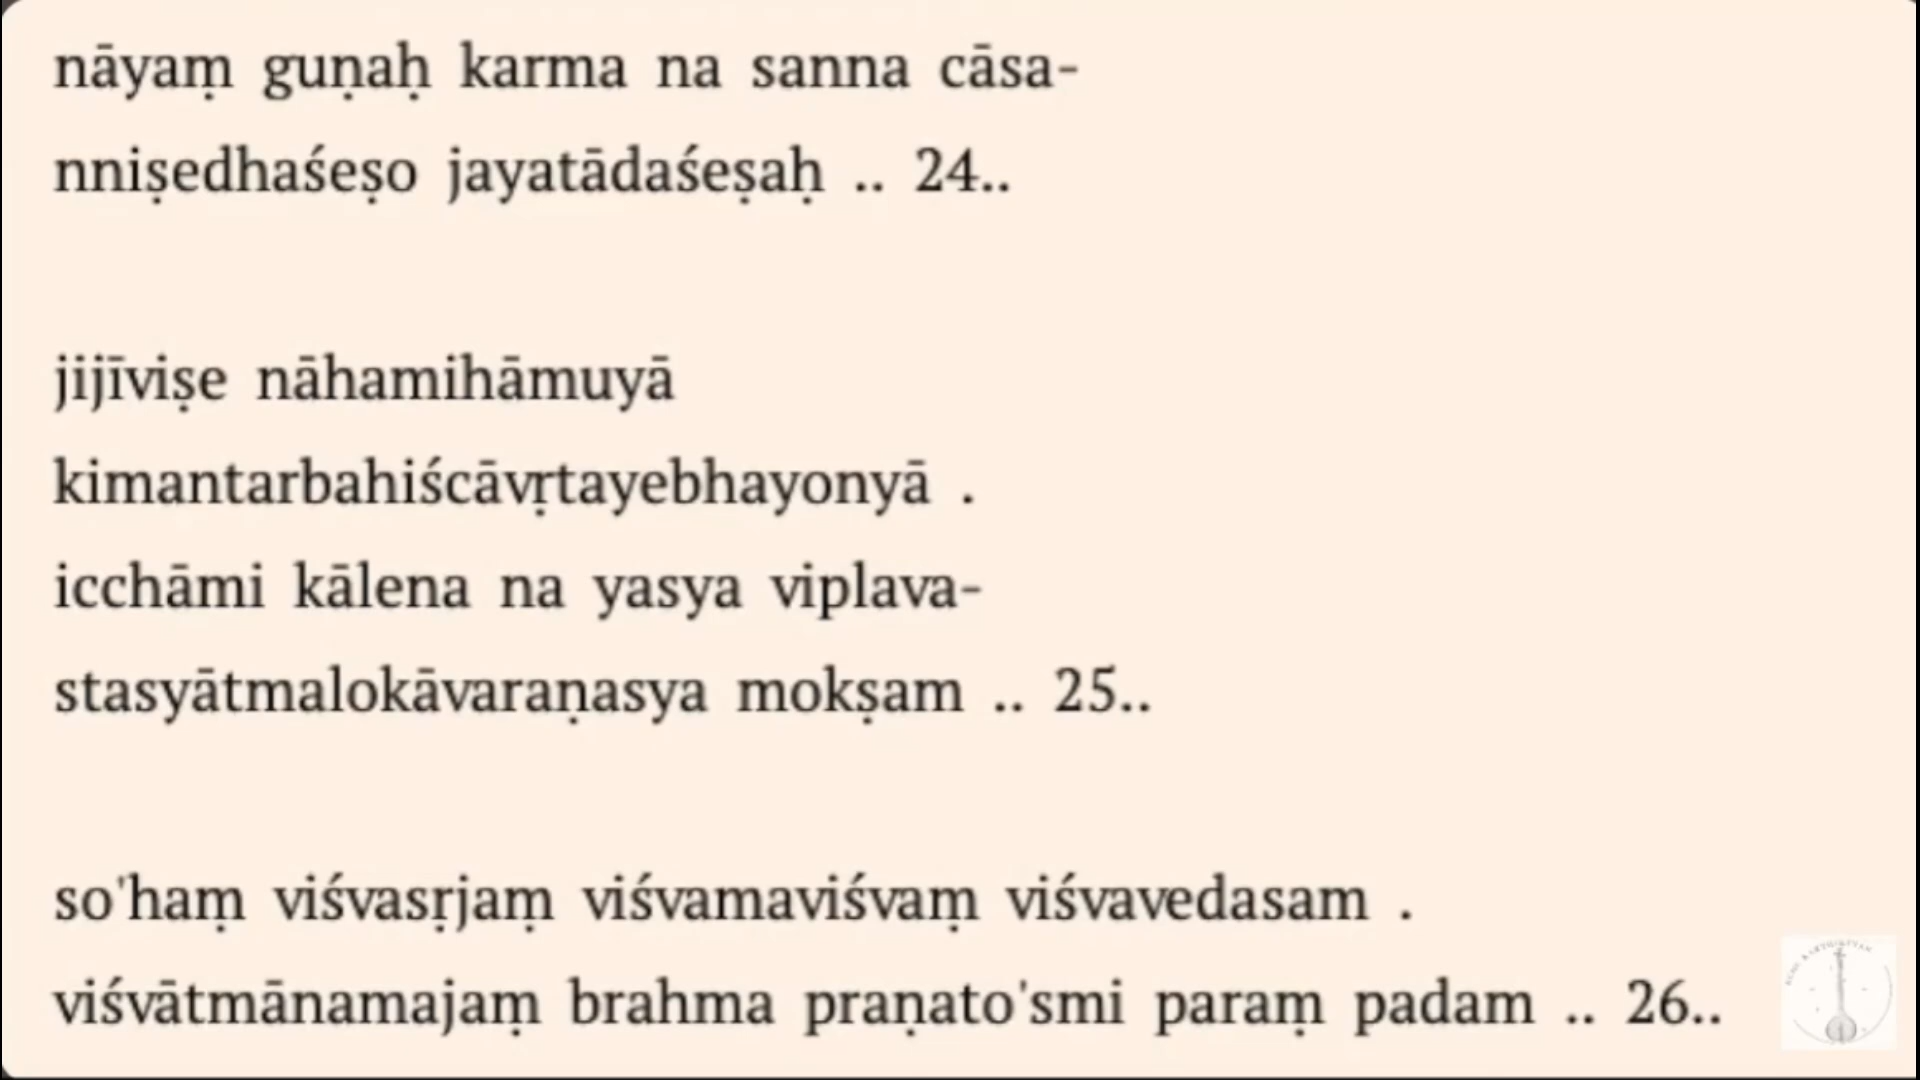 nāyaṃ guṇaḥ karma na sanna cāsa-
nniṣedhaśeṣo jayatādaśeṣaḥ .. 24..
jijīviṣe nāhamihāmuyā
kimantarbahiścāvṛtayebhayonyā .
icchāmi kālena na yasya viplava-
stasyātmalokāvaraṇasya mokṣam .. 25..
so'haṃ viśvasṛjaṃ viśvamaviśvaṃ viśvavedasam .
viśvātmānamajaṃ brahma praṇato'smi paraṃ padam .. 26..